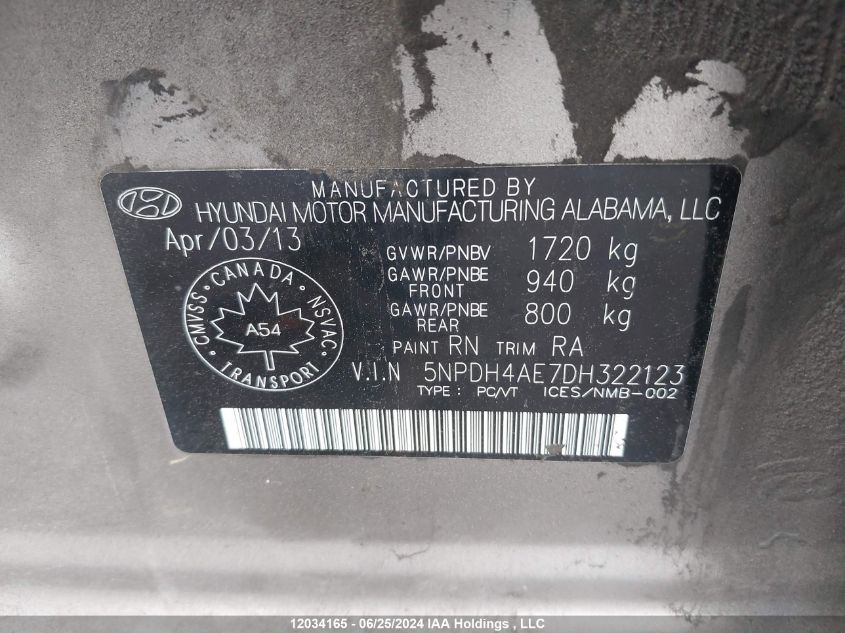 MANUFACTURED BY
HYUNDAI MOTOR MANUFACTURING ALABAMA, LLC
Apr/03/13
GVWR/PNBV 1720 kg
GAWR/PNBE FRONT 940 kg
GAWR/PNBE REAR 800 kg
PAINT RN TRIM RA
CANADA
CMVSS • NSVAC
A54
TRANSPORT
V.I.N 5NPDH4AE7DH322123
TYPE : PC/VT ICES/NMB-002
12034165 - 06/25/2024 IAA Holdings , LLC